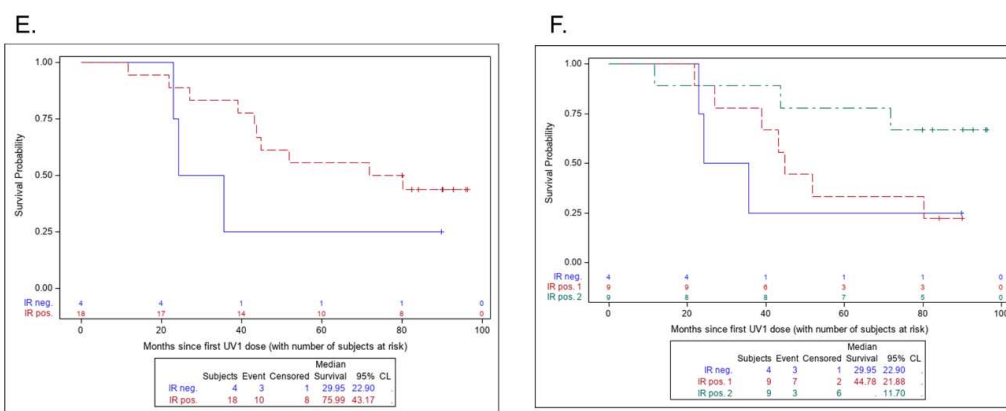 E.
1.00
0.75
0.50
0.25
0.00
Survival Probability
IR neg. 4 4 1 1 1 0
IR pos. 18 17 14 10 8 0
0 20 40 60 80 100
Months since first UV1 dose (with number of subjects at risk)
Median
Subjects Event Censored Survival 95% CL
IR neg. 4 3 1 29.95 22.90 .
IR pos. 18 10 8 75.99 43.17 .
F.
1.00
0.75
0.50
0.25
0.00
Survival Probability
IR neg. 4 4 1 1 1 0
IR pos. 1 9 9 6 3 3 0
IR pos. 2 9 8 8 7 5 0
0 20 40 60 80 100
Months since first UV1 dose (with number of subjects at risk)
Median
Subjects Event Censored Survival 95% CL
IR neg. 4 3 1 29.95 22.90 .
IR pos. 1 9 7 2 44.78 21.88 .
IR pos. 2 9 3 6 . 11.70 .